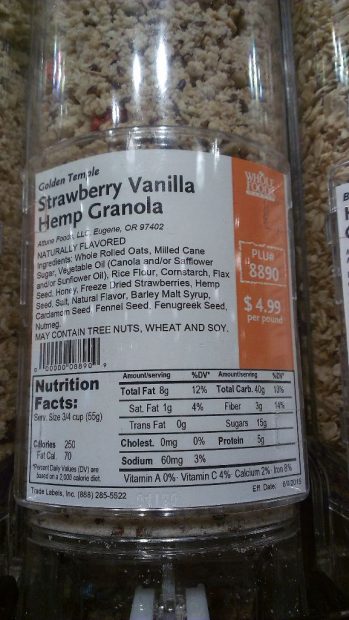 Golden Temple
Strawberry Vanilla
Hemp Granola
Attune Foods, LLC, Eugene, OR 97402
NATURALLY FLAVORED
Ingredients: Whole Rolled Oats, Milled Cane
Sugar, Vegetable Oil (Canola and/or Safflower
and/or Sunflower Oil), Rice Flour, Cornstarch, Flax
Seed, Honey, Freeze Dried Strawberries, Hemp
Seed, Salt, Natural Flavor, Barley Malt Syrup,
Cardamom Seed, Fennel Seed, Fenugreek Seed,
Nutmeg.
MAY CONTAIN TREE NUTS, WHEAT AND SOY.
WHOLE
FOODS
PLU#
8890
$4.99
per pound
0 00000 08890 9
Nutrition
Facts:
Serv. Size 3/4 cup (55g)
Calories 250
Fat Cal. 70
*Percent Daily Values (DV) are
based on a 2,000 calorie diet.
Amount/serving %DV* Amount/serving %DV*
Total Fat 8g 12% Total Carb. 40g 13%
Sat. Fat 1g 4% Fiber 3g 14%
Trans Fat 0g Sugars 15g
Cholest. 0mg 0% Protein 5g
Sodium 60mg 3%
Vitamin A 0% · Vitamin C 4% · Calcium 2% · Iron 8%
Trade Labels, Inc. (888) 285-5522
Eff. Date: